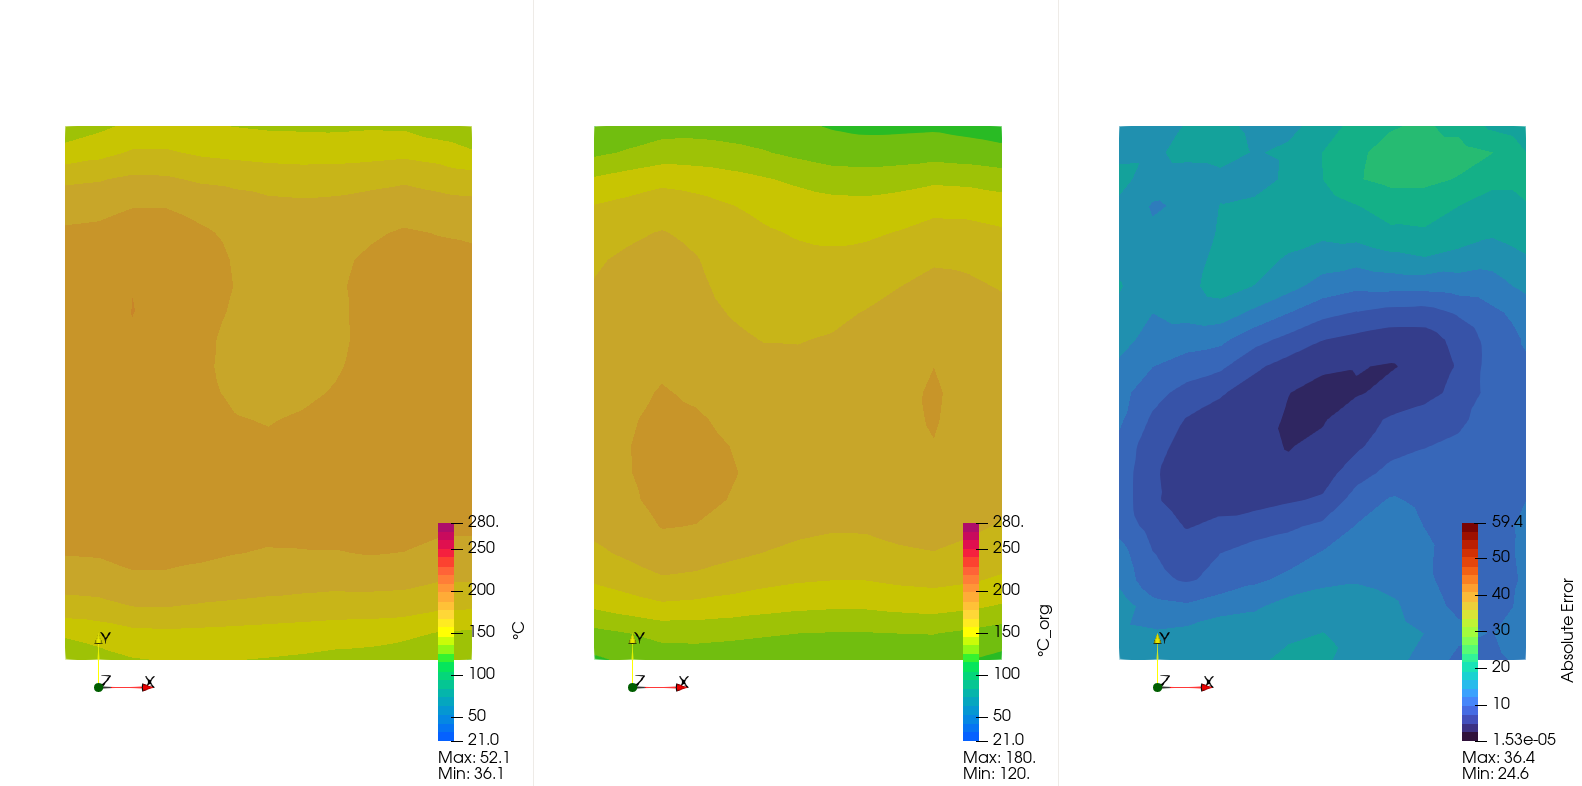 280.
250
200
150
100
50
21.0
°C
Max: 52.1
Min: 36.1
Y
Z
X
280.
250
200
150
100
50
21.0
°C_org
Max: 180.
Min: 120.
Y
Z
X
59.4
50
40
30
20
10
1.53e-05
Absolute Error
Max: 36.4
Min: 24.6
Y
Z
X